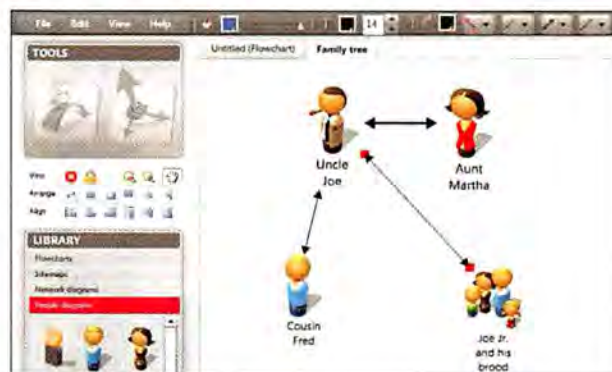 File Edit View Help 14
TOOLS
Untitled (Flowchart) Family tree
View
Arrange
Align
LIBRARY
Flowcharts
Sitemaps
Network diagrams
People diagrams
Uncle
Joe
Aunt
Martha
Cousin
Fred
Joe Jr.
and his
brood